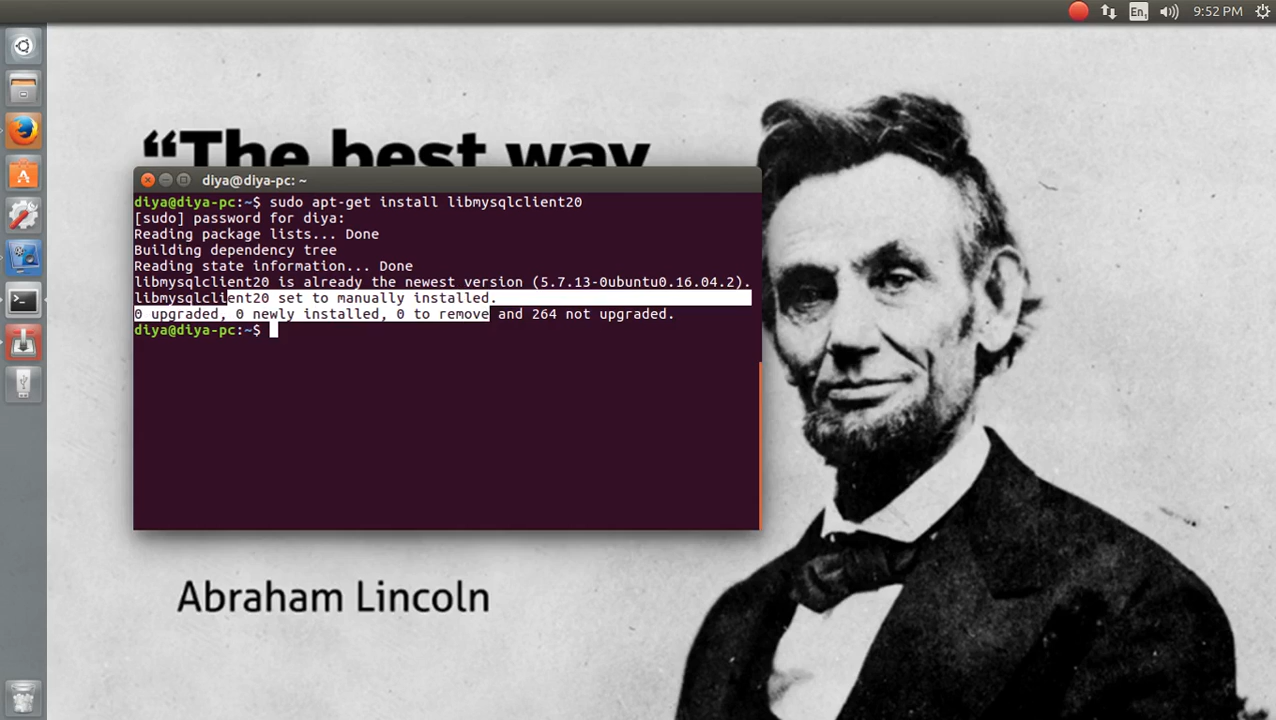 En₁
9:52 PM
“The best way
diya@diya-pc: ~
diya@diya-pc:~$ sudo apt-get install libmysqlclient20
[sudo] password for diya:
Reading package lists... Done
Building dependency tree
Reading state information... Done
libmysqlclient20 is already the newest version (5.7.13-0ubuntu0.16.04.2).
libmysqlclient20 set to manually installed.
0 upgraded, 0 newly installed, 0 to remove and 264 not upgraded.
diya@diya-pc:~$
Abraham Lincoln